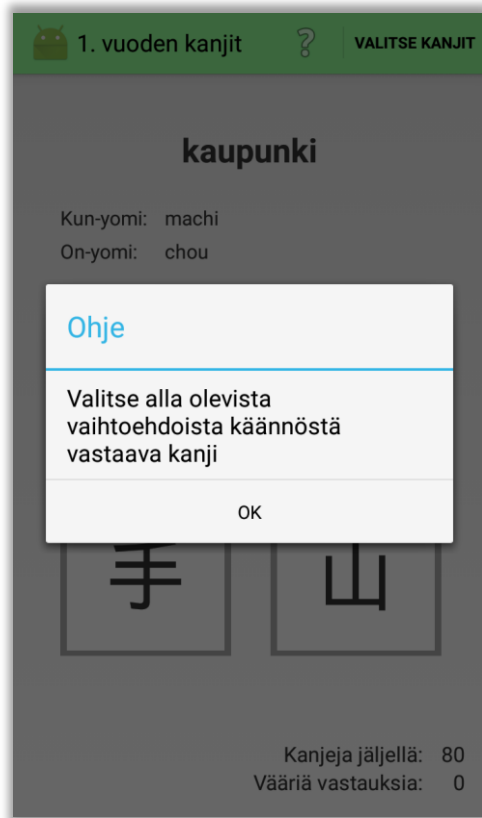 1. vuoden kanjit
VALITSE KANJIT
kaupunki
Kun-yomi: machi
On-yomi: chou
Ohje
Valitse alla olevista
vaihtoehdoista käännöstä
vastaava kanji
OK
手 山
Kanjeja jäljellä: 80
Vääriä vastauksia: 0